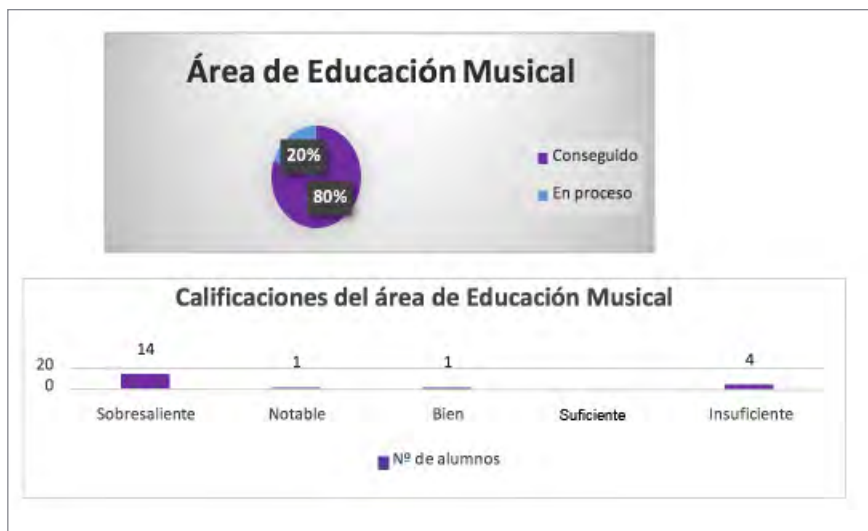 Área de Educación Musical
20%
80%
Conseguido
En proceso
Calificaciones del área de Educación Musical
14 1 1 4
20
0
Sobresaliente Notable Bien Suficiente Insuficiente
Nº de alumnos